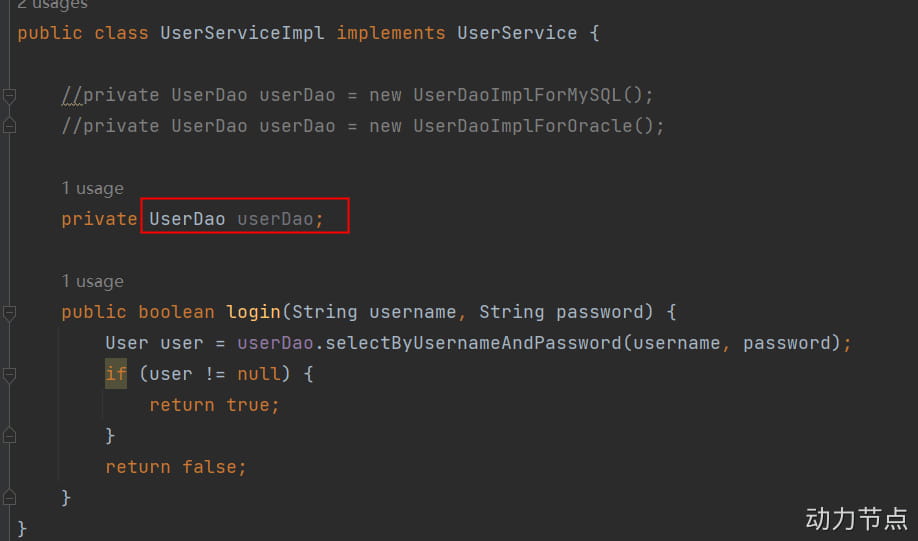 2 usages
public class UserServiceImpl implements UserService {
//private UserDao userDao = new UserDaoImplForMySQL();
//private UserDao userDao = new UserDaoImplForOracle();
1 usage
private UserDao userDao;
1 usage
public boolean login(String username, String password) {
User user = userDao.selectByUsernameAndPassword(username, password);
if (user != null) {
return true;
}
return false;
}
}
动力节点